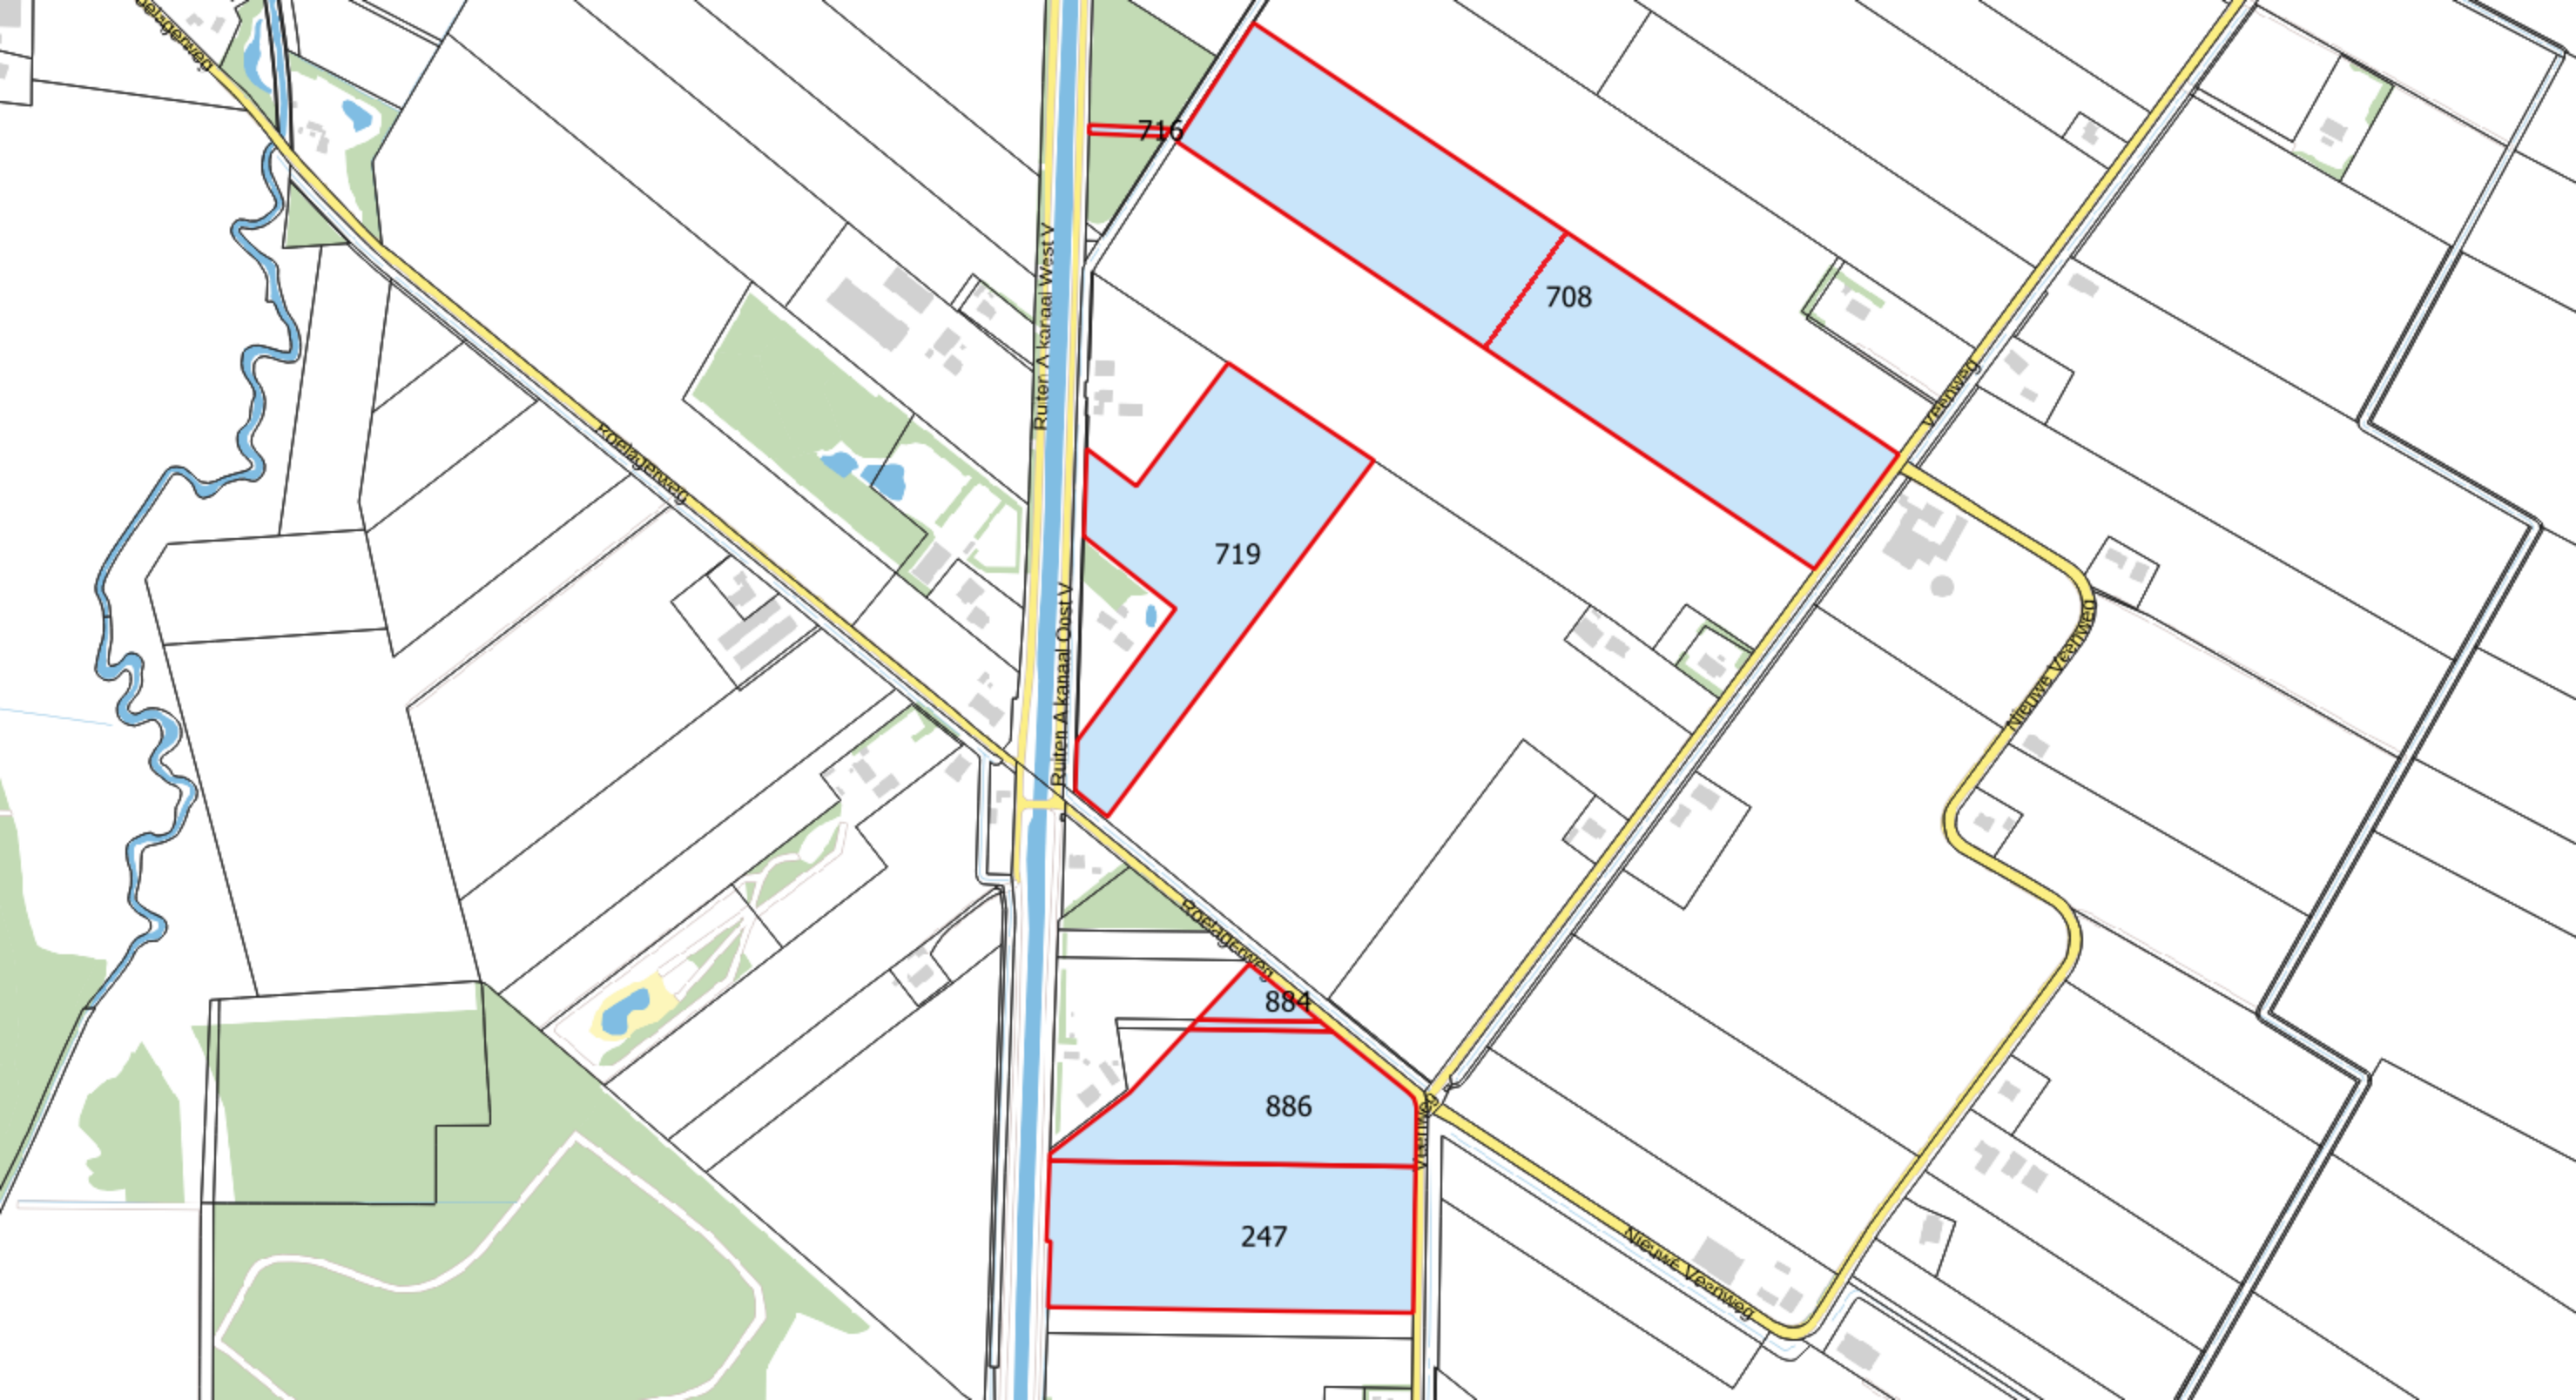 Roelagerweg
716
Ruiten A kanaal West V
708
Veenweg
Roelagerweg
719
Ruiten A kanaal Oost V
Nieuwe Veenweg
Roelagerweg
884
886
Veenweg
247
Nieuwe Veenweg